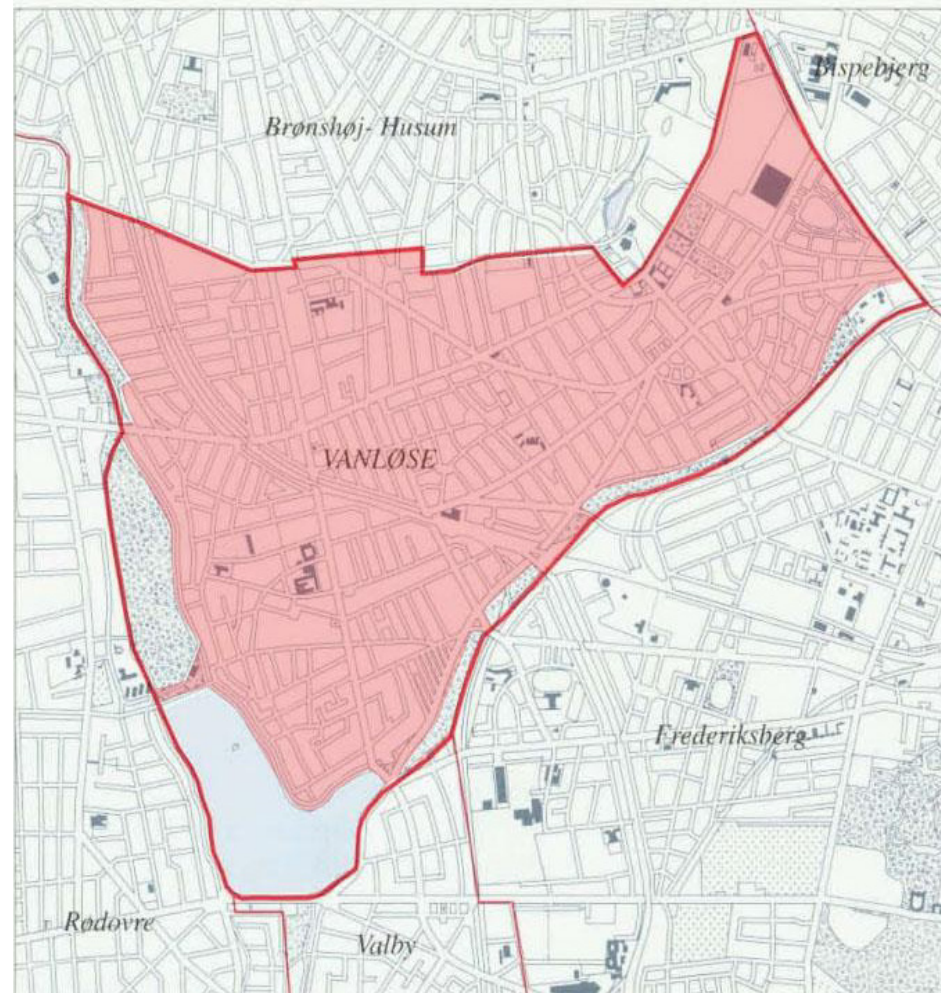 Bispebjerg
Brønshøj- Husum
VANLØSE
Frederiksberg
Rødovre
Valby